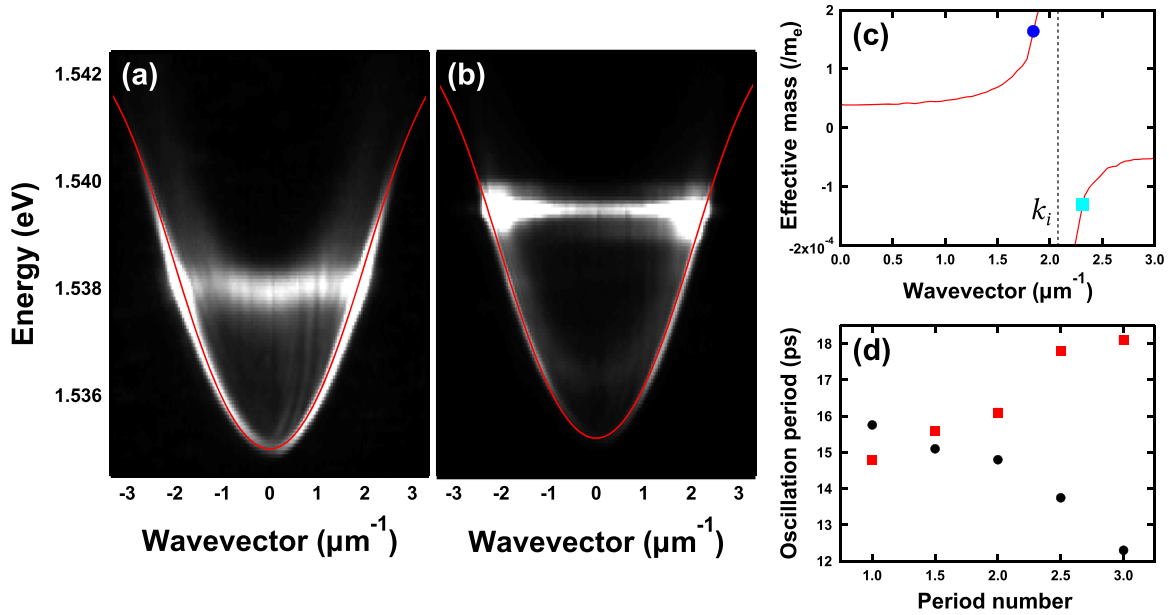 (a)
Energy (eV)
1.542
1.540
1.538
1.536
-3 -2 -1 0 1 2 3
Wavevector (µm⁻¹)
(b)
-3 -2 -1 0 1 2 3
Wavevector (µm⁻¹)
(c)
Effective mass (/mₑ)
2
1
0
-1
-2x10⁻⁴
kᵢ
0.0 0.5 1.0 1.5 2.0 2.5 3.0
Wavevector (µm⁻¹)
(d)
Oscillation period (ps)
18
17
16
15
14
13
12
1.0 1.5 2.0 2.5 3.0
Period number